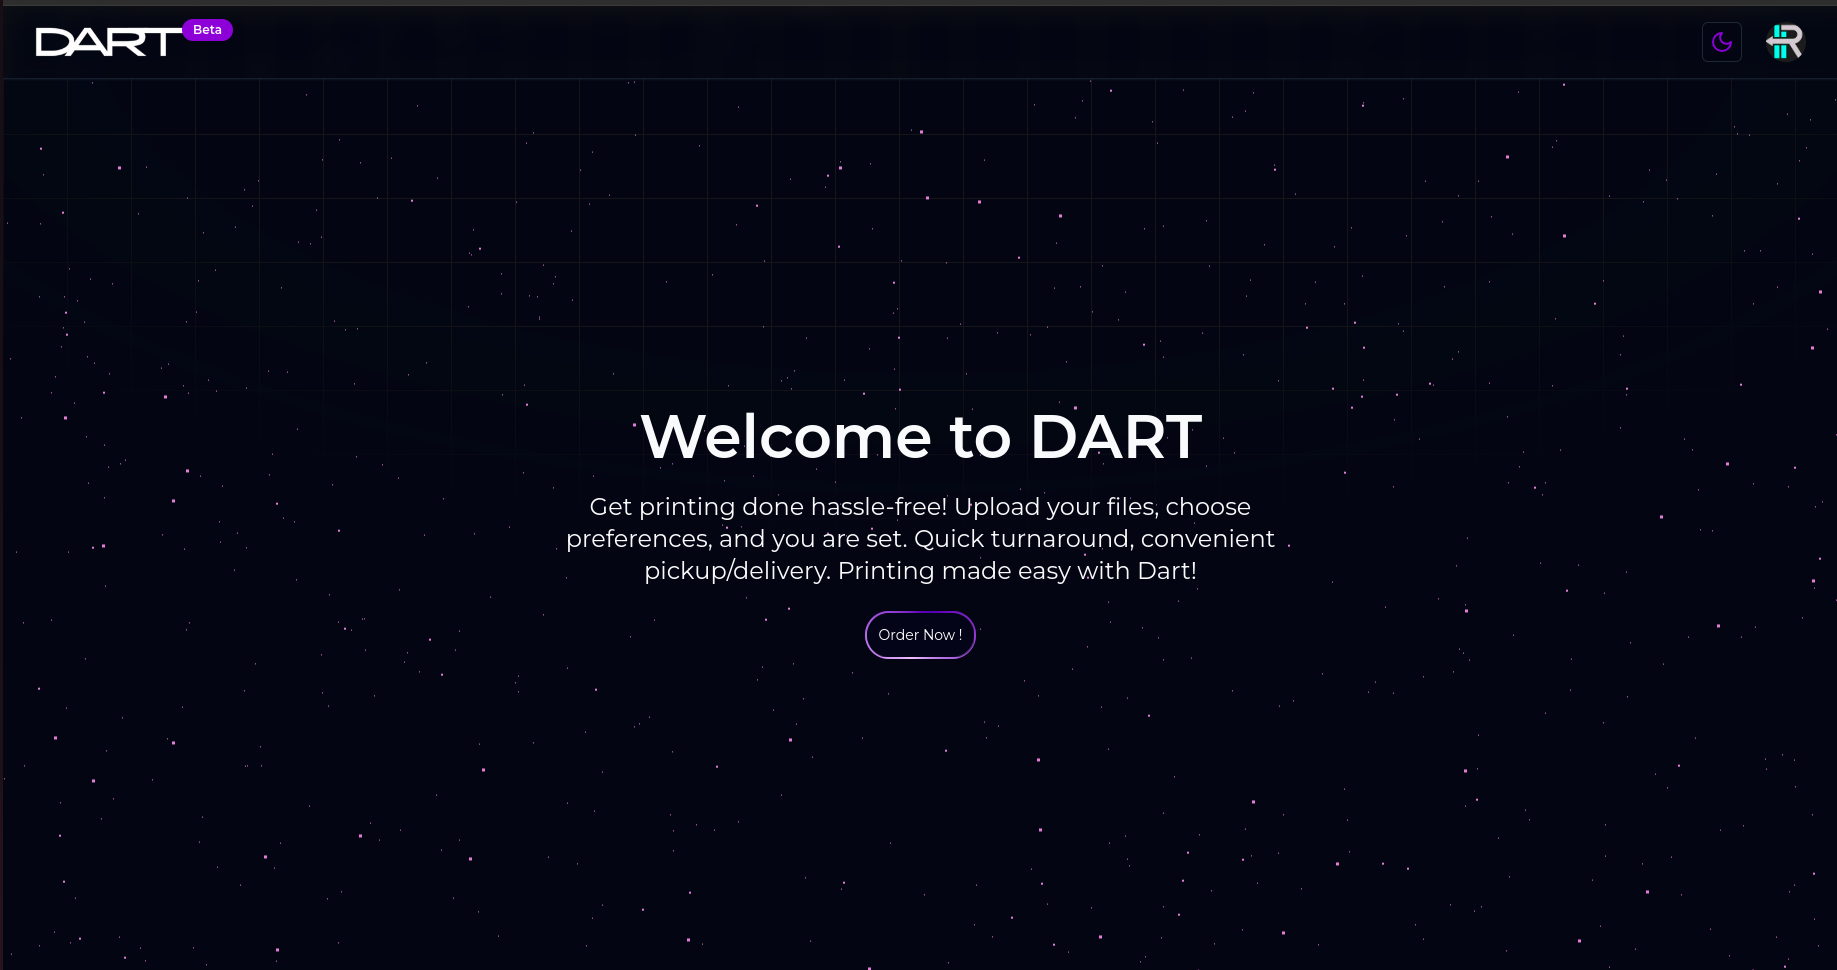 DART
Beta
Welcome to DART
Get printing done hassle-free! Upload your files, choose
preferences, and you are set. Quick turnaround, convenient
pickup/delivery. Printing made easy with Dart!
Order Now !